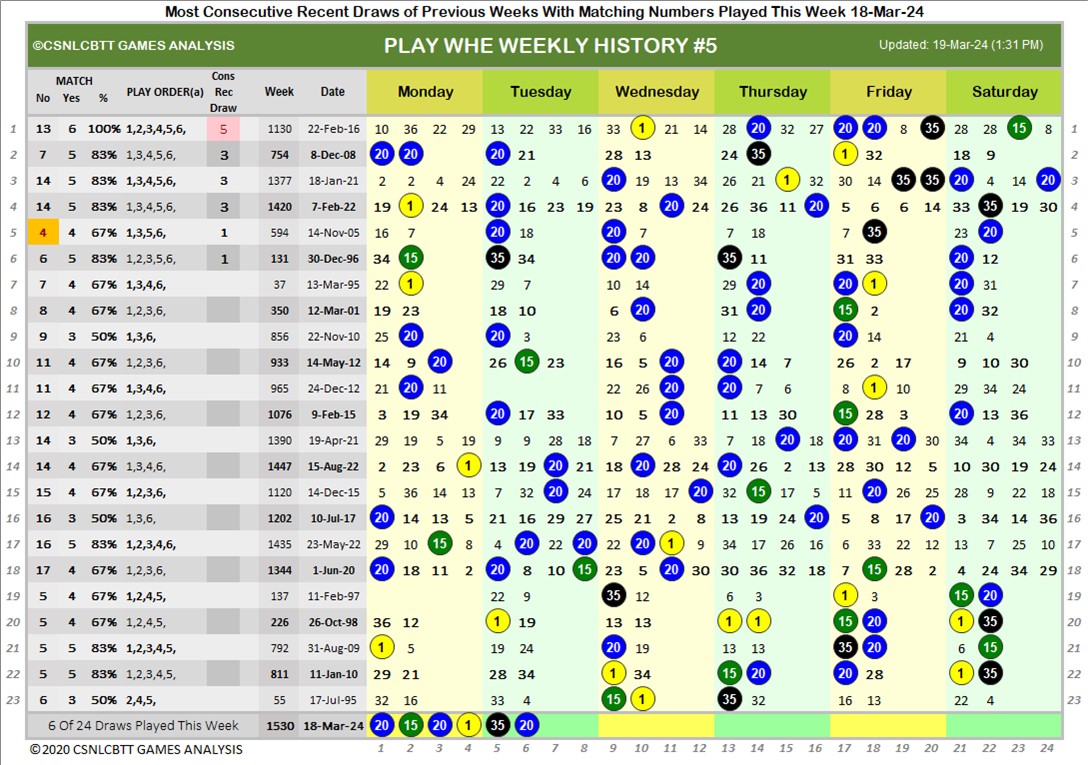 Most Consecutive Recent Draws of Previous Weeks With Matching Numbers Played This Week 18-Mar-24
©CSNLCBTT GAMES ANALYSIS PLAY WHE WEEKLY HISTORY #5 Updated: 19-Mar-24 (1:31 PM)
No MATCH Yes % PLAY ORDER(a) Cons Rec Draw Week Date Monday Tuesday Wednesday Thursday Friday Saturday
1 13 6 100% 1,2,3,4,5,6, 5 1130 22-Feb-16 10 36 22 29 13 22 33 16 33 1 21 14 28 20 32 27 20 20 8 35 28 28 15 8 1
2 7 5 83% 1,3,4,5,6, 3 754 8-Dec-08 20 20 20 21 28 13 24 35 1 32 18 9 2
3 14 5 83% 1,3,4,5,6, 3 1377 18-Jan-21 2 2 4 24 22 2 4 6 20 19 13 34 26 21 1 32 30 14 35 35 20 4 14 20 3
4 14 5 83% 1,3,4,5,6, 3 1420 7-Feb-22 19 1 24 13 20 16 23 19 23 8 20 24 26 36 11 20 5 6 6 14 33 35 19 30 4
5 4 4 67% 1,3,5,6, 1 594 14-Nov-05 16 7 20 18 20 7 7 18 7 35 23 20 5
6 6 5 83% 1,2,3,5,6, 1 131 30-Dec-96 34 15 35 34 20 20 35 11 31 33 20 12 6
7 7 4 67% 1,3,4,6, 37 13-Mar-95 22 1 29 7 10 14 29 20 20 1 20 31 7
8 8 4 67% 1,2,3,6, 350 12-Mar-01 19 23 18 10 6 20 31 20 15 2 20 32 8
9 9 3 50% 1,3,6, 856 22-Nov-10 25 20 20 3 23 6 12 22 20 14 21 4 9
10 11 4 67% 1,2,3,6, 933 14-May-12 14 9 20 26 15 23 16 5 20 20 14 7 26 2 17 9 10 30 10
11 11 4 67% 1,3,4,6, 965 24-Dec-12 21 20 11 22 26 20 20 7 6 8 1 10 29 34 24 11
12 12 4 67% 1,2,3,6, 1076 9-Feb-15 3 19 34 20 17 33 10 5 20 11 13 30 15 28 3 20 13 36 12
13 14 3 50% 1,3,6, 1390 19-Apr-21 29 19 5 19 9 9 28 18 7 27 6 33 7 18 20 18 20 31 20 30 34 4 34 33 13
14 14 4 67% 1,3,4,6, 1447 15-Aug-22 2 23 6 1 13 19 20 21 18 20 28 24 20 26 2 13 28 30 12 5 10 30 19 24 14
15 15 4 67% 1,2,3,6, 1120 14-Dec-15 5 36 14 13 7 32 20 24 17 18 17 20 32 15 17 5 11 20 26 25 28 9 22 18 15
16 16 3 50% 1,3,6, 1202 10-Jul-17 20 14 13 5 21 16 29 27 25 21 2 8 13 19 24 20 5 8 17 20 3 34 14 36 16
17 16 5 83% 1,2,3,4,6, 1435 23-May-22 29 10 15 8 4 20 22 20 22 20 1 9 34 17 26 16 6 33 22 12 13 7 25 10 17
18 17 4 67% 1,2,3,6, 1344 1-Jun-20 20 18 11 2 20 8 10 15 23 5 20 30 30 36 32 18 7 15 28 2 4 24 34 29 18
19 5 4 67% 1,2,4,5, 137 11-Feb-97 22 9 35 12 6 3 1 3 15 20 19
20 5 4 67% 1,2,4,5, 226 26-Oct-98 36 12 1 19 13 13 1 1 15 20 1 35 20
21 5 5 83% 1,2,3,4,5, 792 31-Aug-09 1 5 19 24 20 19 13 13 35 20 6 15 21
22 5 5 83% 1,2,3,4,5, 811 11-Jan-10 29 21 28 34 1 34 15 20 20 28 1 35 22
23 6 3 50% 2,4,5, 55 17-Jul-95 32 16 33 4 15 1 35 32 16 13 22 4 23
6 Of 24 Draws Played This Week 1530 18-Mar-24 20 15 20 1 35 20
© 2020 CSNLCBTT GAMES ANALYSIS 1 2 3 4 5 6 7 8 9 10 11 12 13 14 15 16 17 18 19 20 21 22 23 24